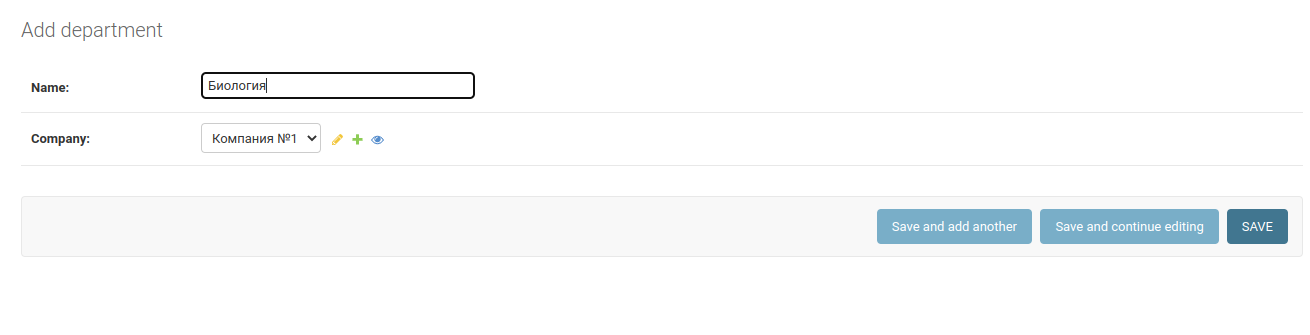 Add department
Name: Биология
Company: Компания №1
Save and add another Save and continue editing SAVE